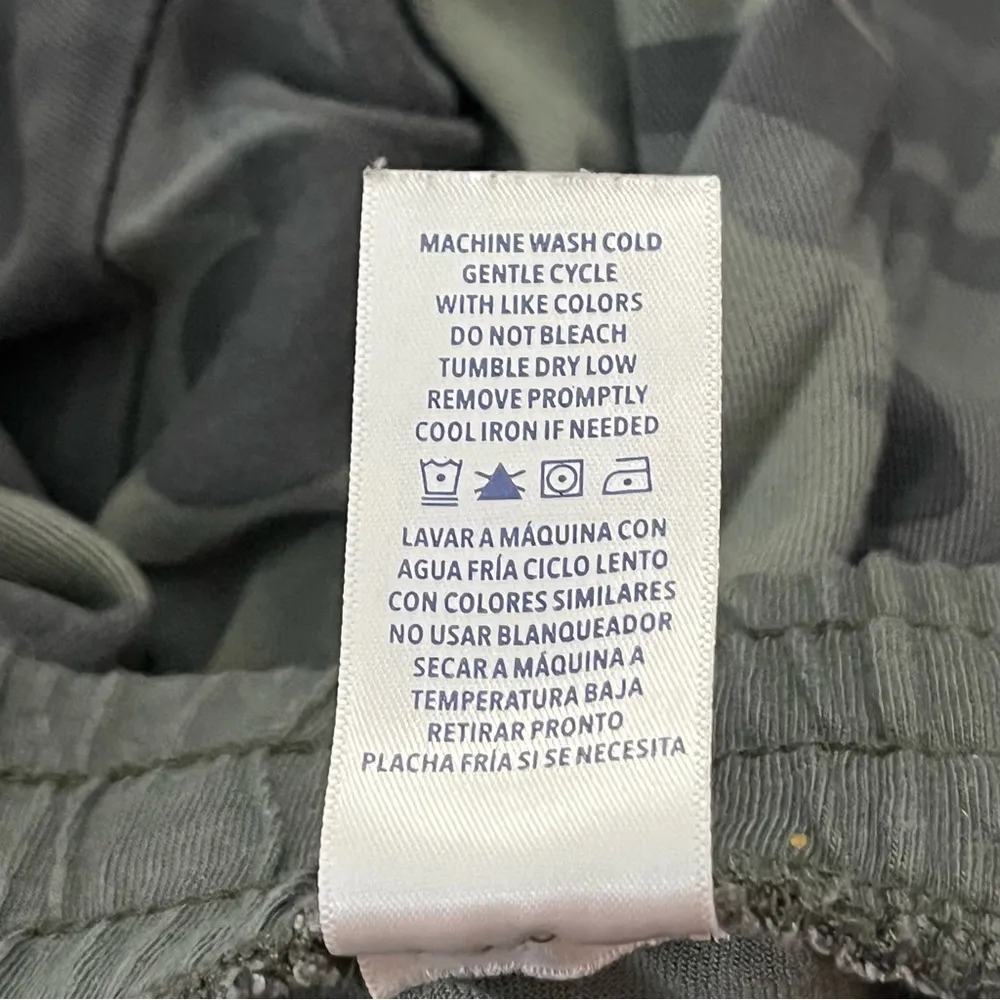 MACHINE WASH COLD
GENTLE CYCLE
WITH LIKE COLORS
DO NOT BLEACH
TUMBLE DRY LOW
REMOVE PROMPTLY
COOL IRON IF NEEDED
LAVAR A MÁQUINA CON
AGUA FRÍA CICLO LENTO
CON COLORES SIMILARES
NO USAR BLANQUEADOR
SECAR A MÁQUINA A
TEMPERATURA BAJA
RETIRAR PRONTO
PLACHA FRÍA SI SE NECESITA